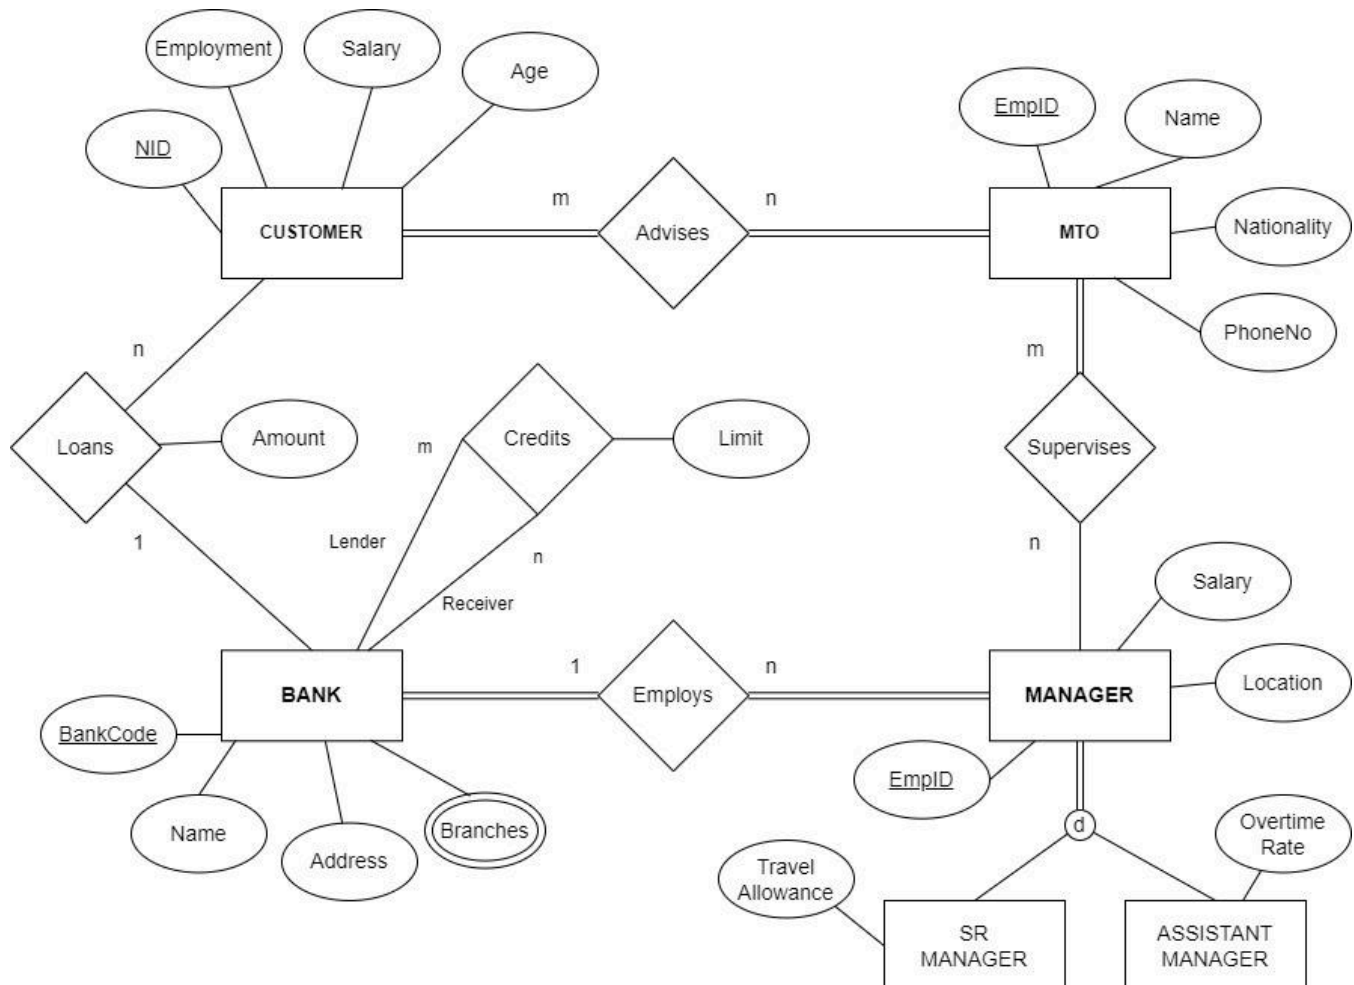 Employment
Salary
Age
NID
CUSTOMER
m
Advises
n
EmpID
Name
MTO
Nationality
PhoneNo
n
Loans
Amount
1
m
Credits
Limit
Lender
n
Receiver
m
Supervises
n
BANK
1
Employs
n
MANAGER
Salary
Location
EmpID
BankCode
Name
Address
Branches
d
Travel
Allowance
Overtime
Rate
SR
MANAGER
ASSISTANT
MANAGER